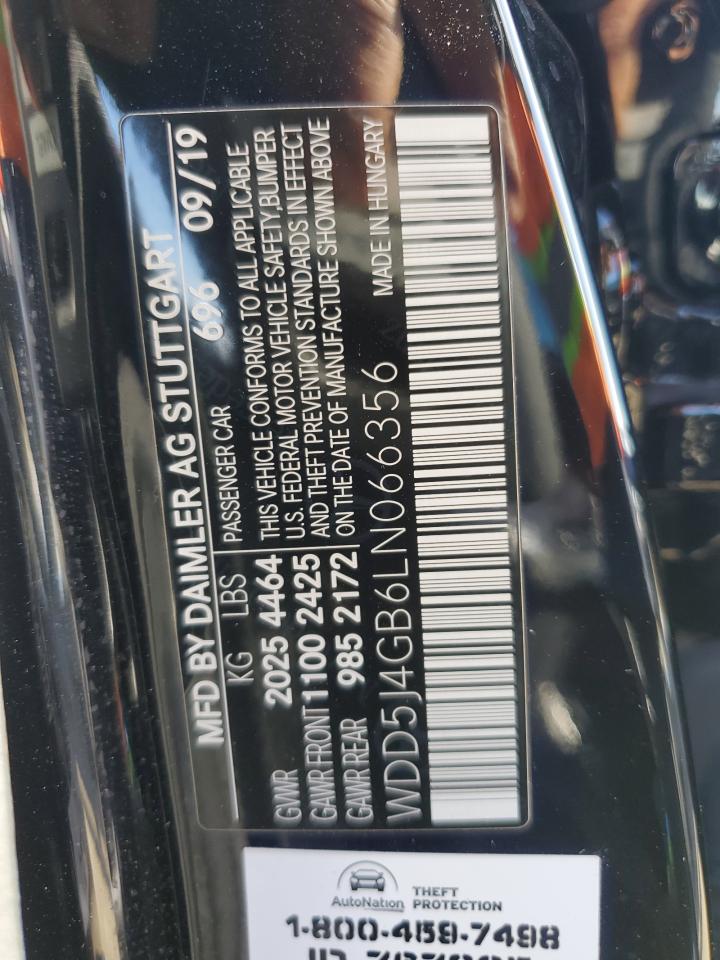 MFD BY DAIMLER AG STUTTGART
696 09/19
KG LBS
GWR 2025 4464
GAWR FRONT 1100 2425
GAWR REAR 985 2172
PASSENGER CAR
THIS VEHICLE CONFORMS TO ALL APPLICABLE
U.S. FEDERAL MOTOR VEHICLE SAFETY,BUMPER
AND THEFT PREVENTION STANDARDS IN EFFECT
ON THE DATE OF MANUFACTURE SHOWN ABOVE
WDD5J4GB6LN066356 MADE IN HUNGARY
AutoNation
THEFT
PROTECTION
1-800-459-7498